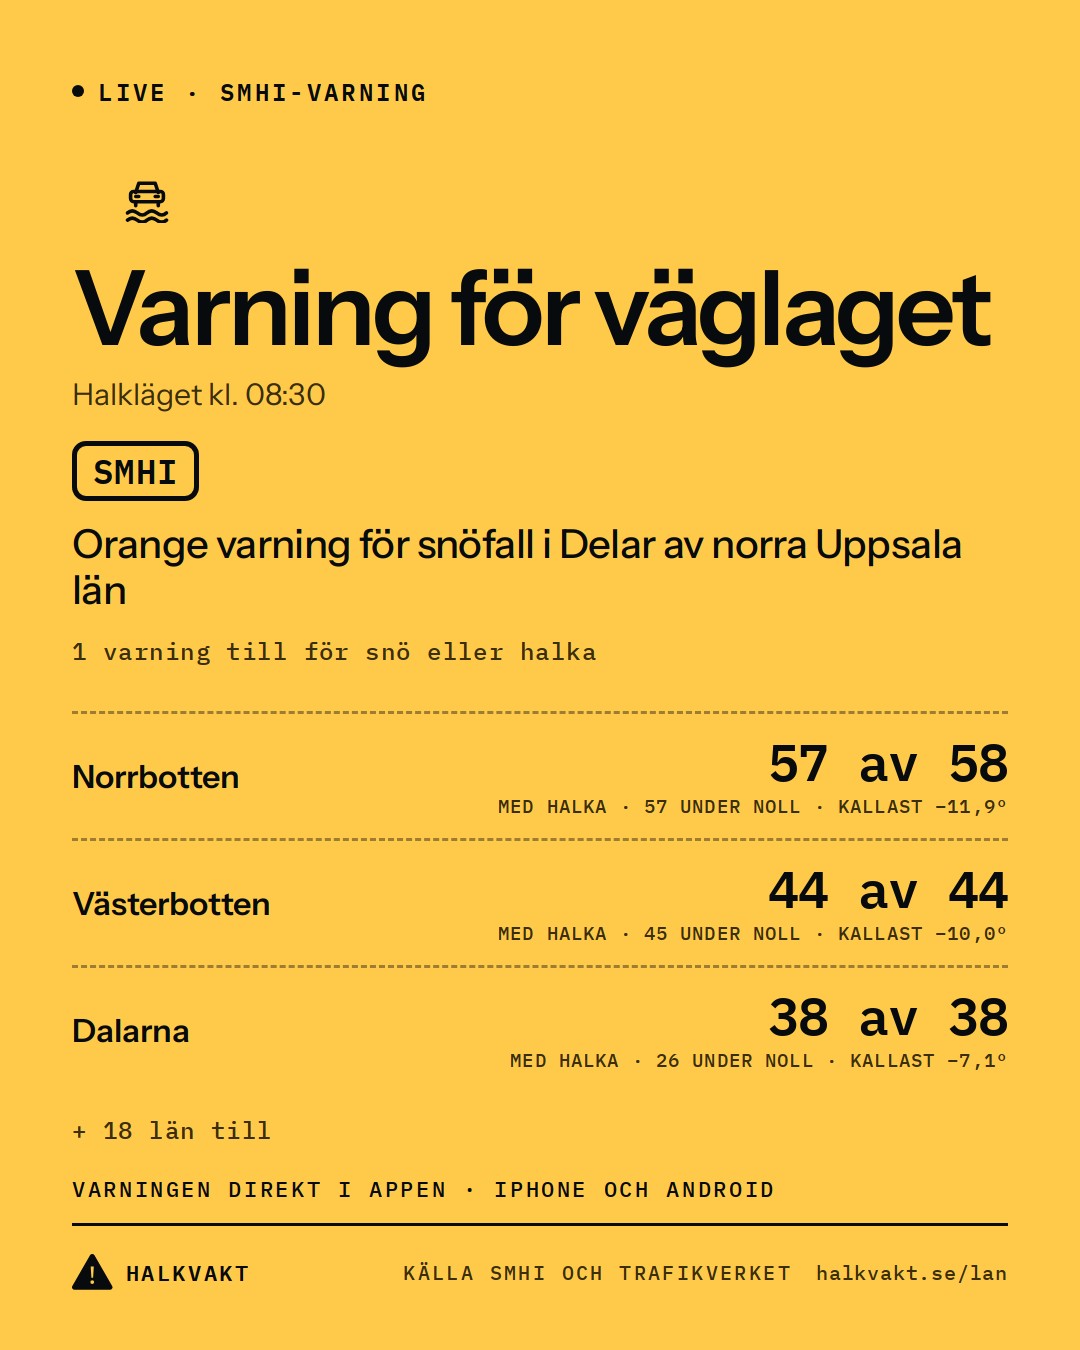 LIVE · SMHI-VARNING
Varning för väglaget
Halkläget kl. 08:30
SMHI
Orange varning för snöfall i Delar av norra Uppsala
län
1 varning till för snö eller halka
Norrbotten
57 av 58
MED HALKA · 57 UNDER NOLL · KALLAST −11,9°
Västerbotten
44 av 44
MED HALKA · 45 UNDER NOLL · KALLAST −10,0°
Dalarna
38 av 38
MED HALKA · 26 UNDER NOLL · KALLAST −7,1°
+ 18 län till
VARNINGEN DIREKT I APPEN · IPHONE OCH ANDROID
HALKVAKT
KÄLLA SMHI OCH TRAFIKVERKET halkvakt.se/lan